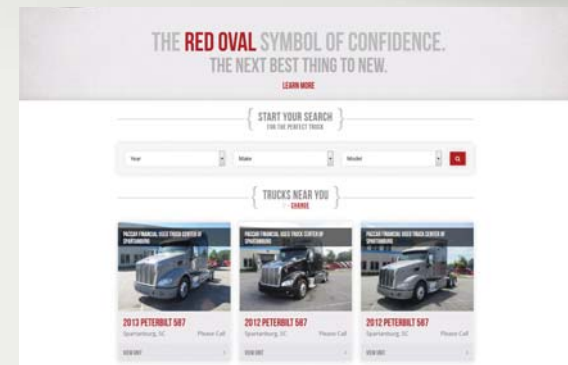 THE RED OVAL SYMBOL OF CONFIDENCE.
THE NEXT BEST THING TO NEW.
LEARN MORE
START YOUR SEARCH
FOR THE PERFECT TRUCK
Year Make Model
TRUCKS NEAR YOU
CHANGE
PACCAR FINANCIAL USED TRUCK CENTER OF
SPARTANBURG
PACCAR FINANCIAL USED TRUCK CENTER OF
SPARTANBURG
PACCAR FINANCIAL USED TRUCK CENTER OF
SPARTANBURG
2013 PETERBILT 587
Spartanburg, SC Please Call
VIEW UNIT
2012 PETERBILT 587
Spartanburg, SC Please Call
VIEW UNIT
2012 PETERBILT 587
Spartanburg, SC Please Call
VIEW UNIT